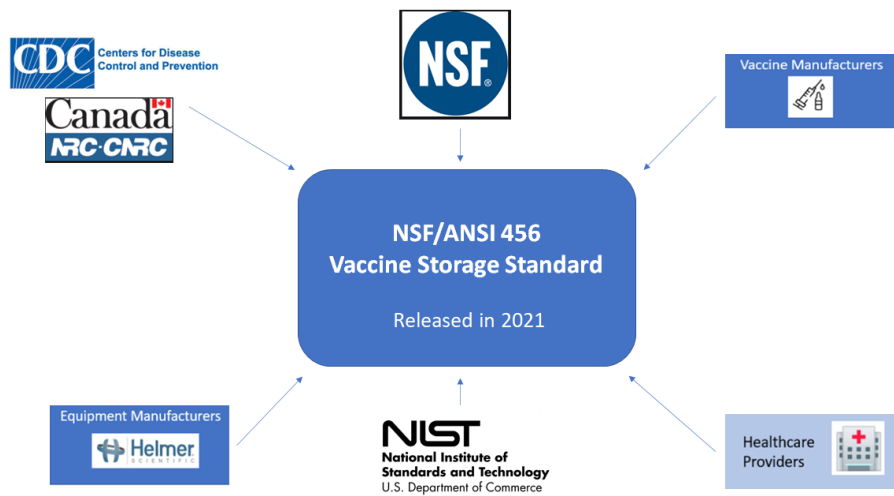 CDC
Centers for Disease
Control and Prevention
Canada
NRC·CNRC
NSF®
Vaccine Manufacturers
NSF/ANSI 456
Vaccine Storage Standard
Released in 2021
Equipment Manufacturers
Helmer
SCIENTIFIC
NIST
National Institute of
Standards and Technology
U.S. Department of Commerce
Healthcare
Providers